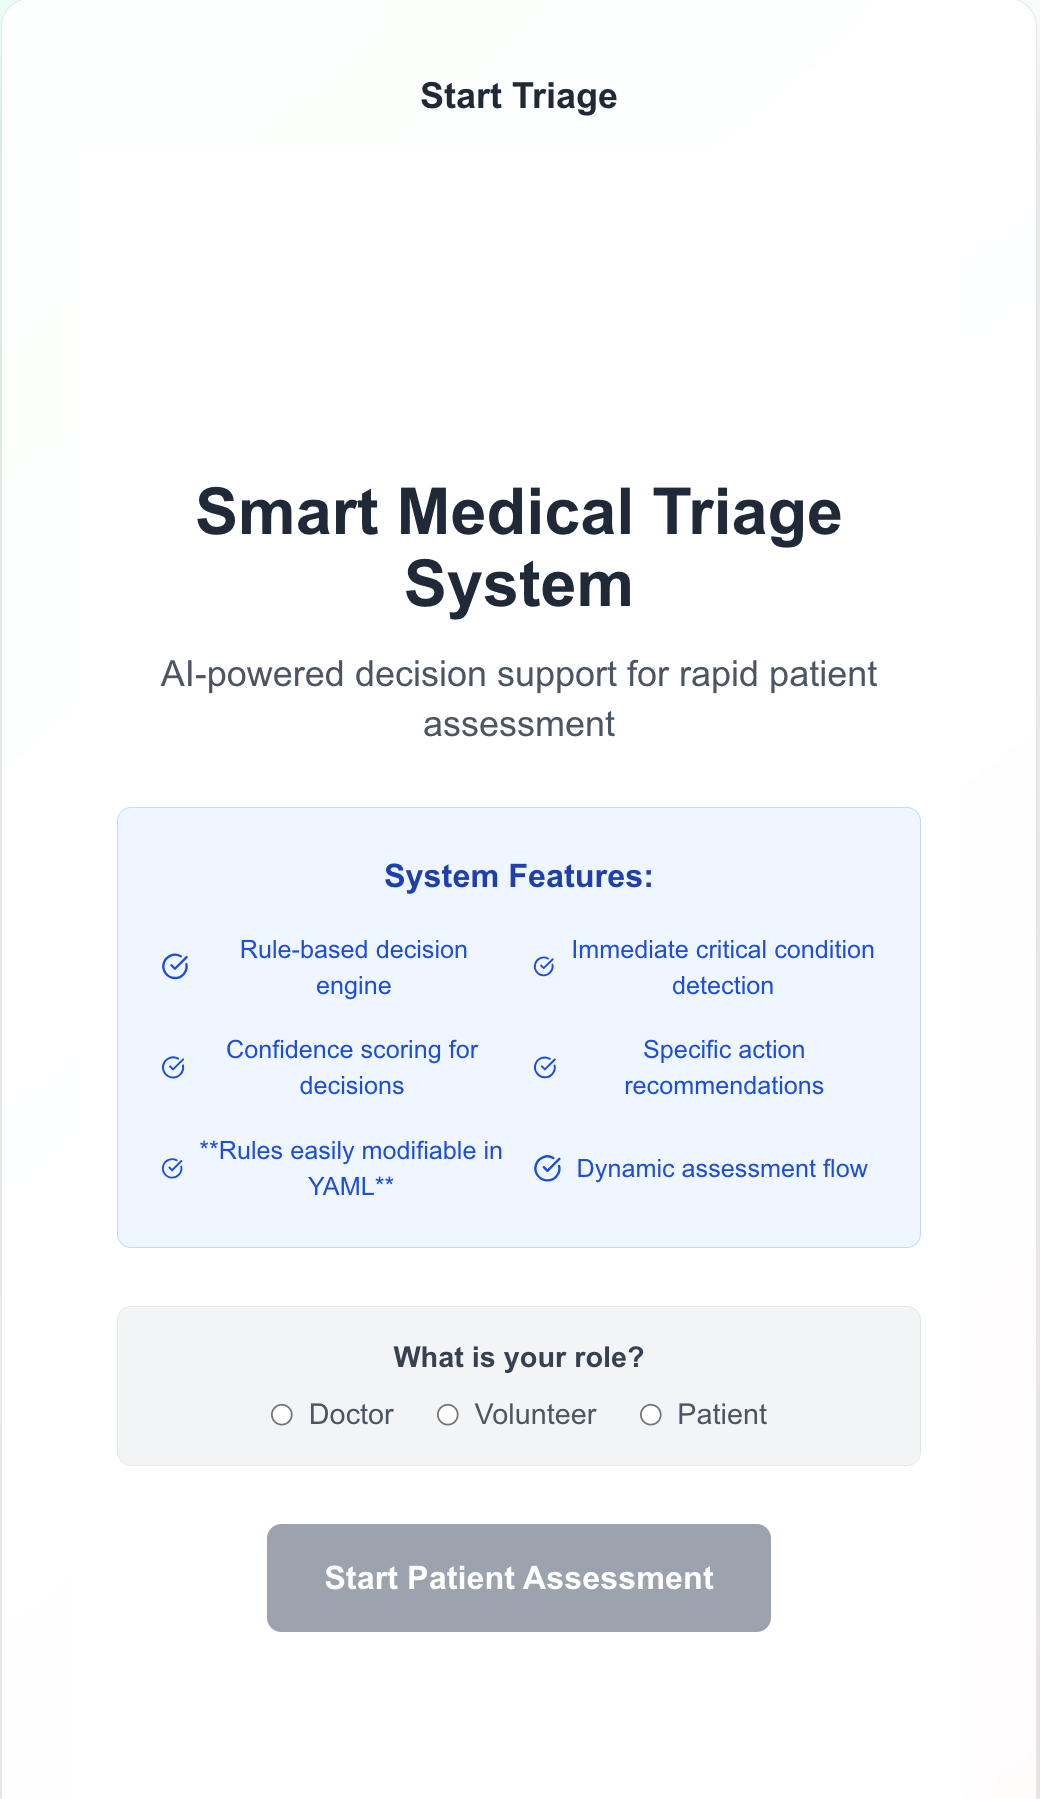 Start Triage
Smart Medical Triage
System
AI-powered decision support for rapid patient
assessment
System Features:
Rule-based decision
engine
Immediate critical condition
detection
Confidence scoring for
decisions
Specific action
recommendations
**Rules easily modifiable in
YAML**
Dynamic assessment flow
What is your role?
Doctor Volunteer Patient
Start Patient Assessment